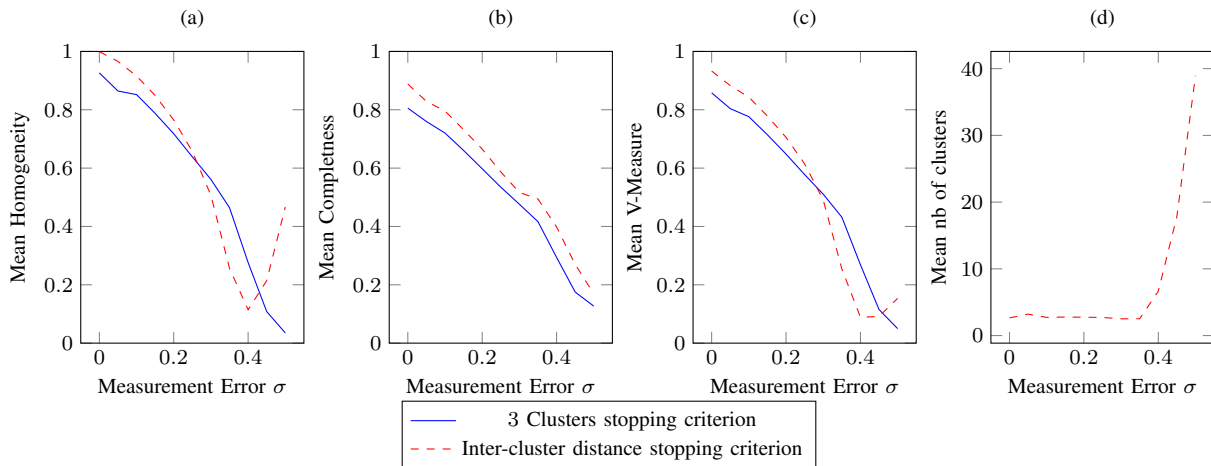 (a)
(b)
(c)
(d)
Mean Homogeneity
1
0.8
0.6
0.4
0.2
0
0
0.2
0.4
Measurement Error σ
Mean Completness
1
0.8
0.6
0.4
0.2
0
0
0.2
0.4
Measurement Error σ
Mean V-Measure
1
0.8
0.6
0.4
0.2
0
0
0.2
0.4
Measurement Error σ
Mean nb of clusters
40
30
20
10
0
0
0.2
0.4
Measurement Error σ
3 Clusters stopping criterion
Inter-cluster distance stopping criterion